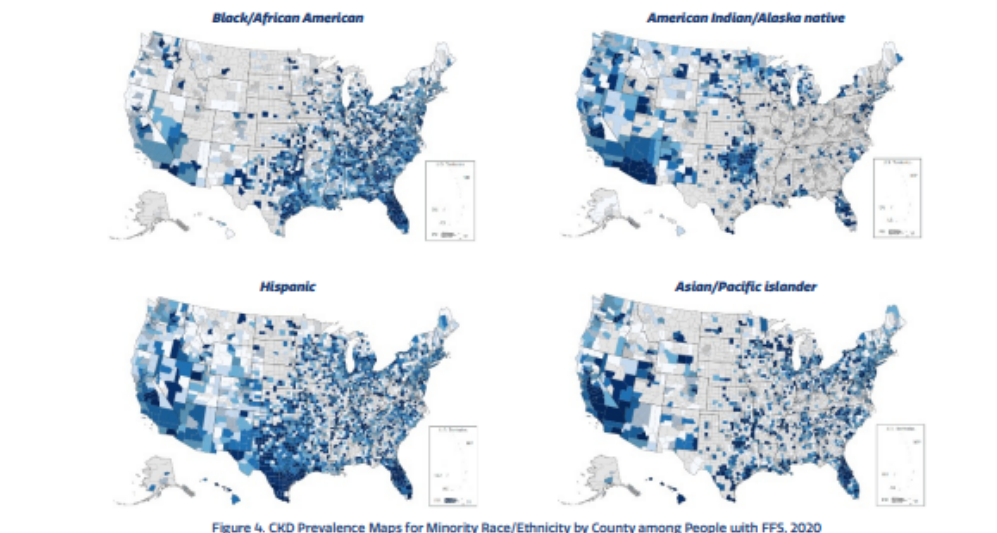 Black/African American
American Indian/Alaska native
Hispanic
Asian/Pacific islander
Figure 4. CKD Prevalence Maps for Minority Race/Ethnicity by County among People with FFS, 2020